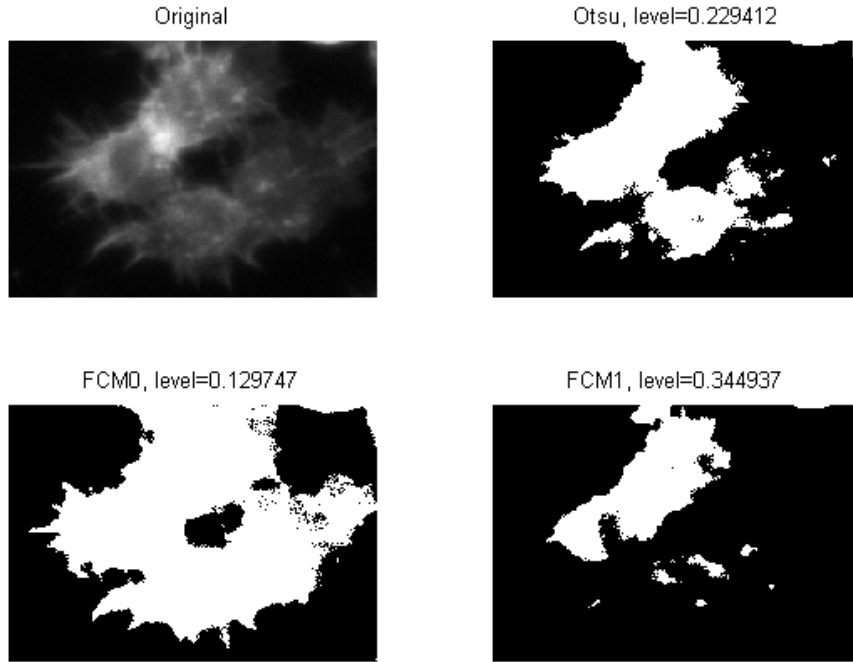 Original
Otsu, level=0.229412
FCM0, level=0.129747
FCM1, level=0.344937